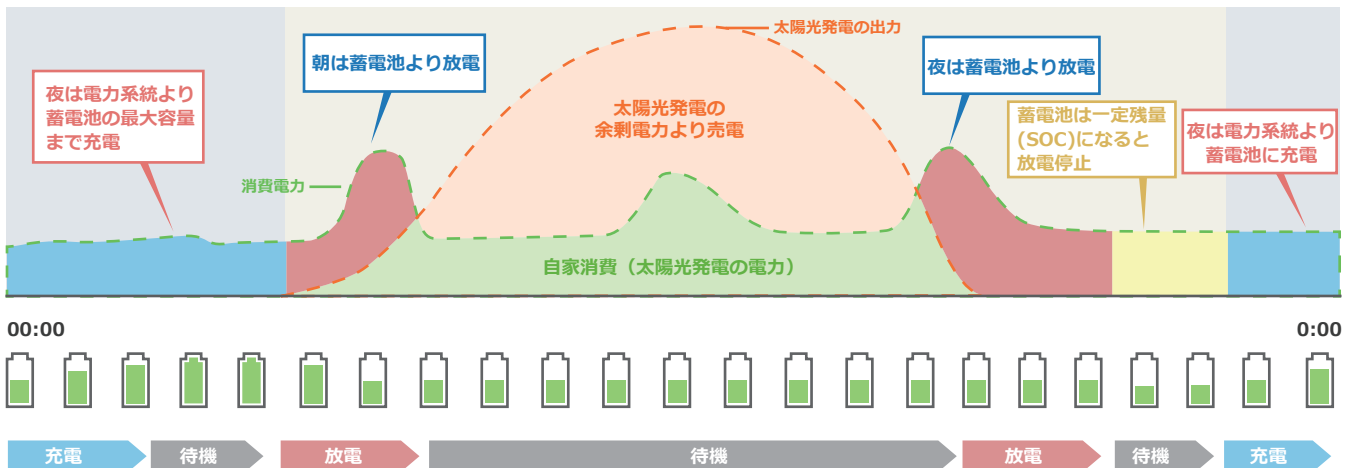 太陽光発電の出力
朝は蓄電池より放電
夜は蓄電池より放電
夜は電力系統より
蓄電池の最大容量
まで充電
太陽光発電の
余剰電力より売電
蓄電池は一定残量
(SOC)になると
放電停止
夜は電力系統より
蓄電池に充電
消費電力
自家消費（太陽光発電の電力）
00:00
0:00
充電
待機
放電
待機
放電
待機
充電